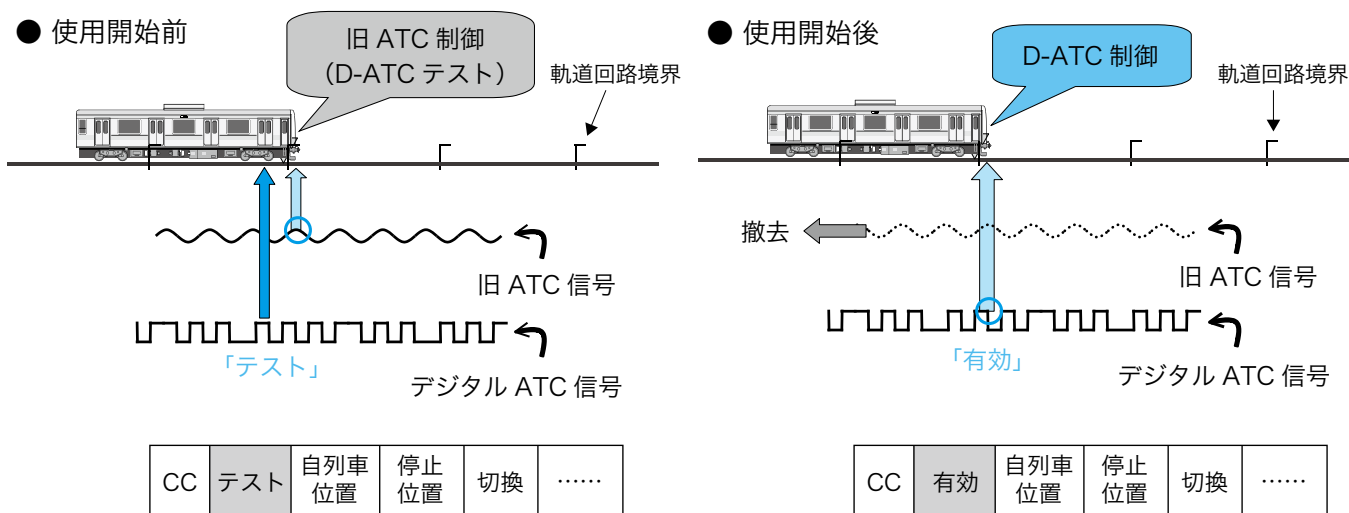 ● 使用開始前
旧 ATC 制御
(D-ATC テスト)
軌道回路境界
旧 ATC 信号
「テスト」
デジタル ATC 信号
CC
テスト
自列車
位置
停止
位置
切換
……
● 使用開始後
D-ATC 制御
軌道回路境界
撤去
旧 ATC 信号
「有効」
デジタル ATC 信号
CC
有効
自列車
位置
停止
位置
切換
……